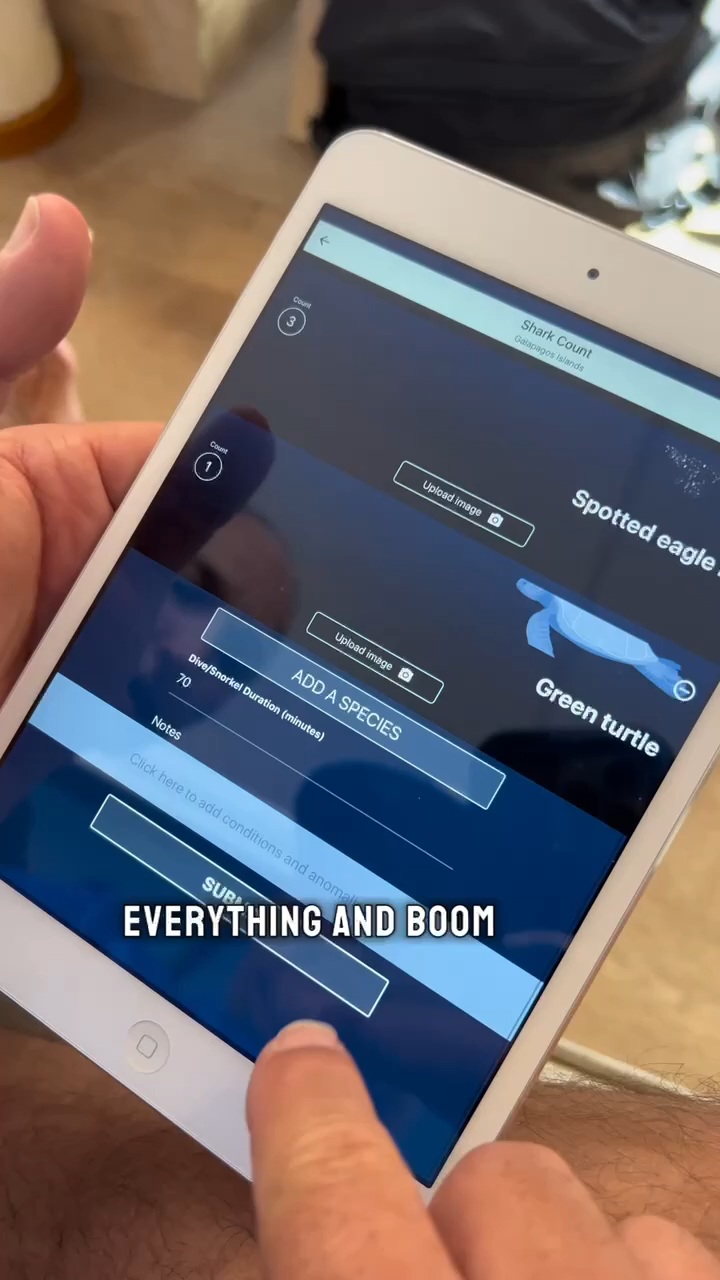 Shark Count
Galapagos Islands
Count
3
Upload image
Spotted eagle
Count
1
Upload image
Green turtle
ADD A SPECIES
Dive/Snorkel Duration (minutes)
70
Notes
Click here to add conditions and
EVERYTHING AND BOOM